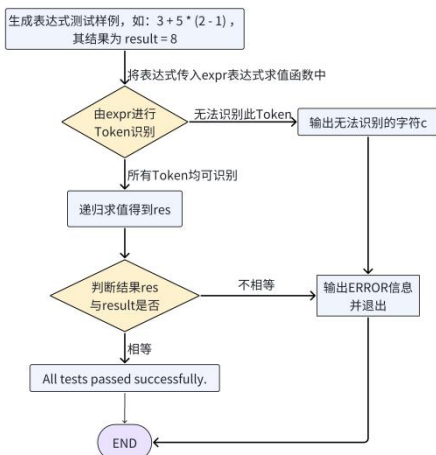 生成表达式测试样例，如：3 + 5 * (2 - 1) ，
其结果为 result = 8
将表达式传入expr表达式求值函数中
由expr进行
Token识别
无法识别此Token
输出无法识别的字符c
所有Token均可识别
递归求值得到res
判断结果res
与result是否
不相等
输出ERROR信息
并退出
相等
All tests passed successfully.
END